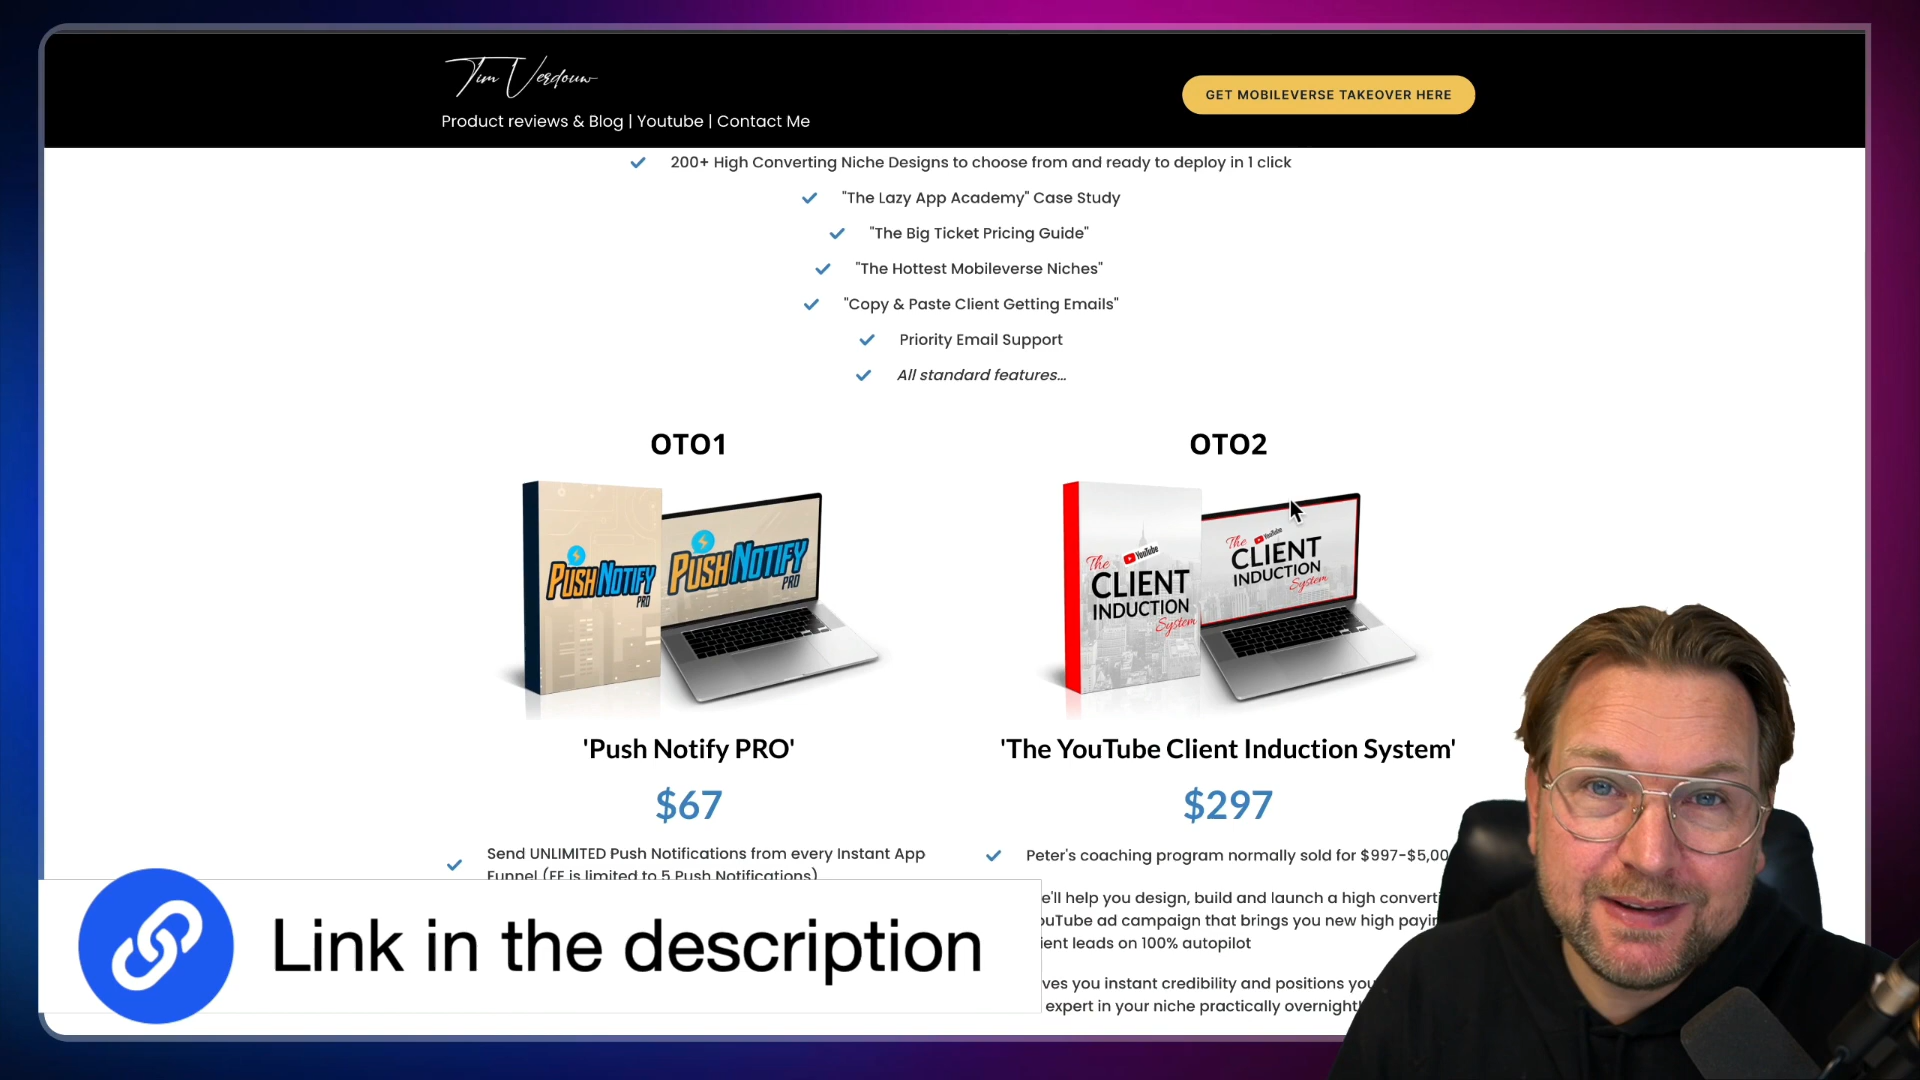 Tim Verdouw
Product reviews & Blog | Youtube | Contact Me
GET MOBILEVERSE TAKEOVER HERE
200+ High Converting Niche Designs to choose from and ready to deploy in 1 click
"The Lazy App Academy" Case Study
"The Big Ticket Pricing Guide"
"The Hottest Mobileverse Niches"
"Copy & Paste Client Getting Emails"
Priority Email Support
All standard features...
OTO1
PUSH NOTIFY
PRO
PUSH NOTIFY
PRO
'Push Notify PRO'
$67
Send UNLIMITED Push Notifications from every Instant App
Funnel (FE is limited to 5 Push Notifications)
OTO2
The YouTube
CLIENT
INDUCTION
System
The YouTube
CLIENT
INDUCTION
System
'The YouTube Client Induction System'
$297
Peter's coaching program normally sold for $997-$5,00
e'll help you design, build and launch a high converti
ouTube ad campaign that brings you new high payin
ient leads on 100% autopilot
ves you instant credibility and positions you
expert in your niche practically overnight!
Link in the description